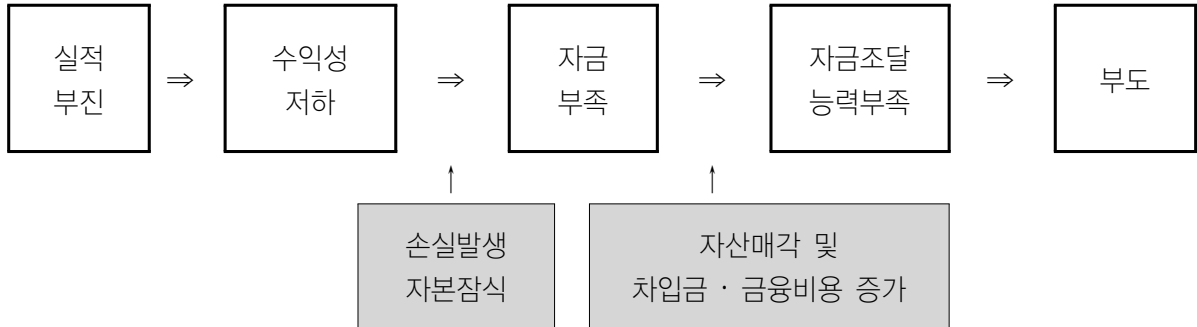 실적
부진
⇒
수익성
저하
⇒
자금
부족
⇒
자금조달
능력부족
⇒
부도
↑
손실발생
자본잠식
↑
자산매각 및
차입금 · 금융비용 증가